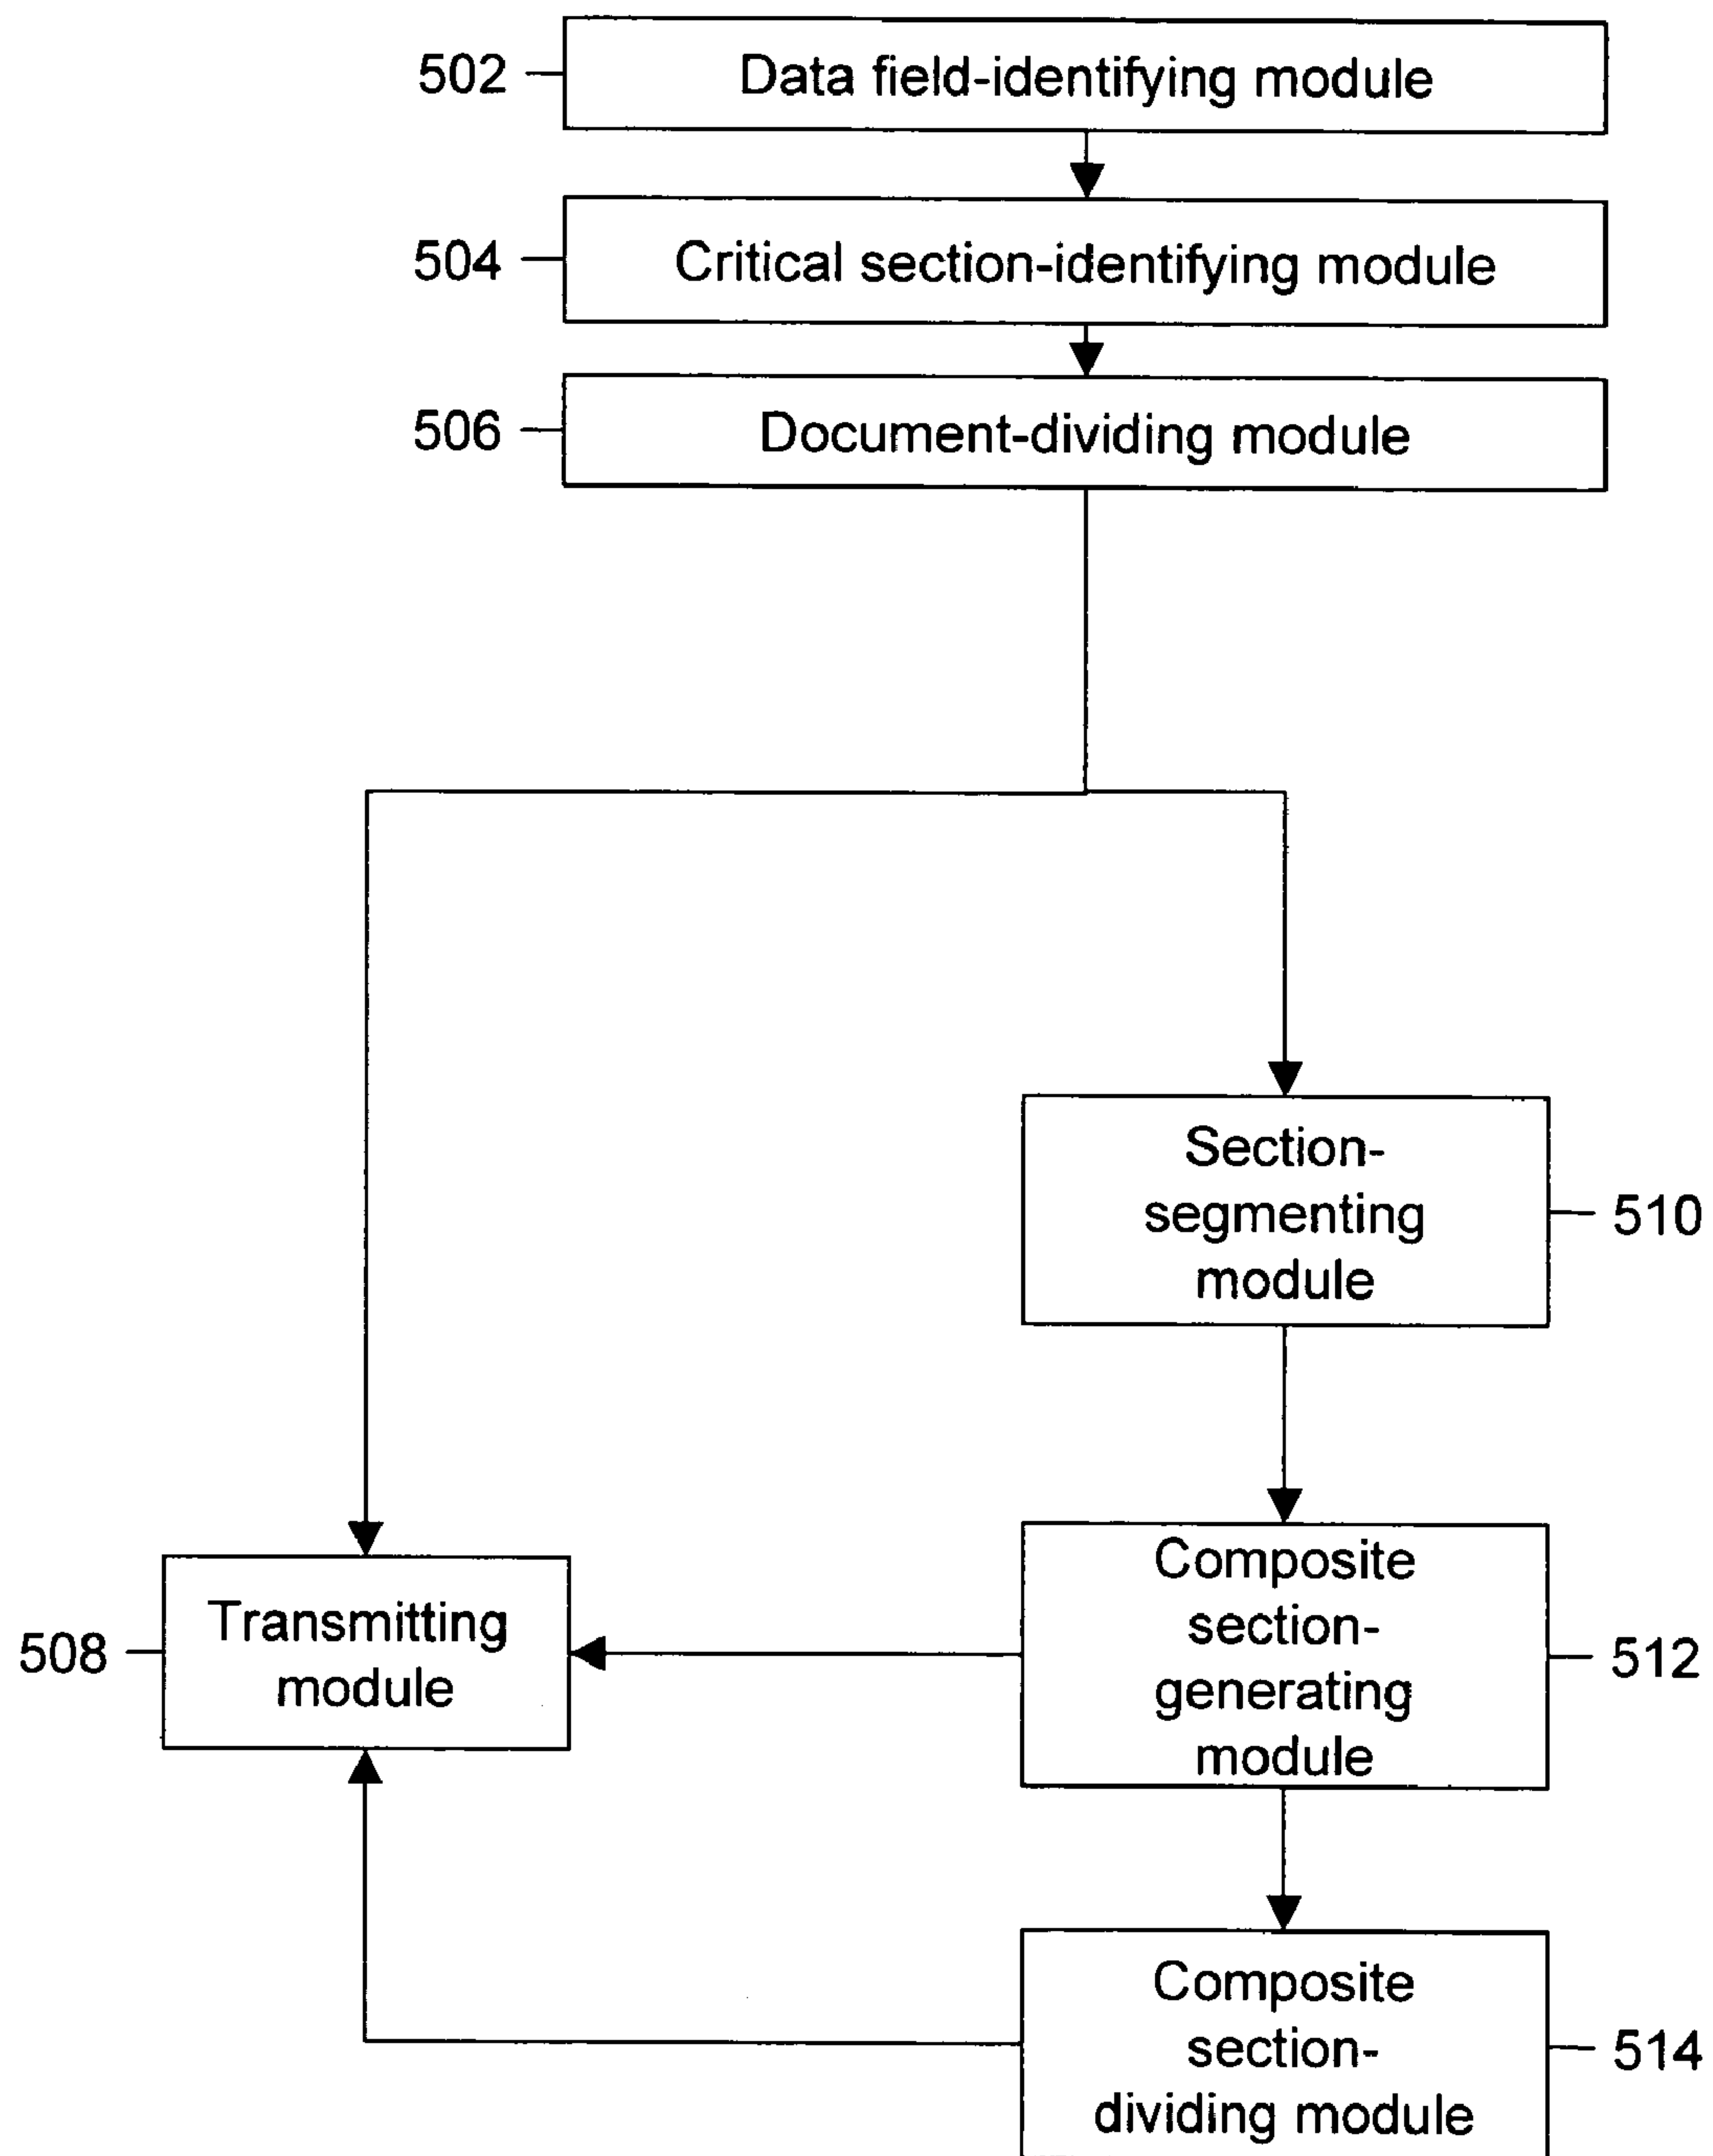 502
Data field-identifying module
504
Critical section-identifying module
506
Document-dividing module
Section-
segmenting
module
510
508
Transmitting
module
Composite
section-
generating
module
512
Composite
section-
dividing module
514